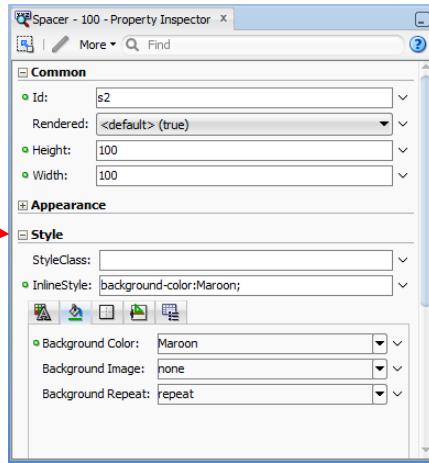 Spacer - 100 - Property Inspector x
More Find
Common
Id: s2
Rendered: <default> (true)
Height: 100
Width: 100
Appearance
Style
StyleClass:
InlineStyle: background-color:Maroon;
Background Color: Maroon
Background Image: none
Background Repeat: repeat